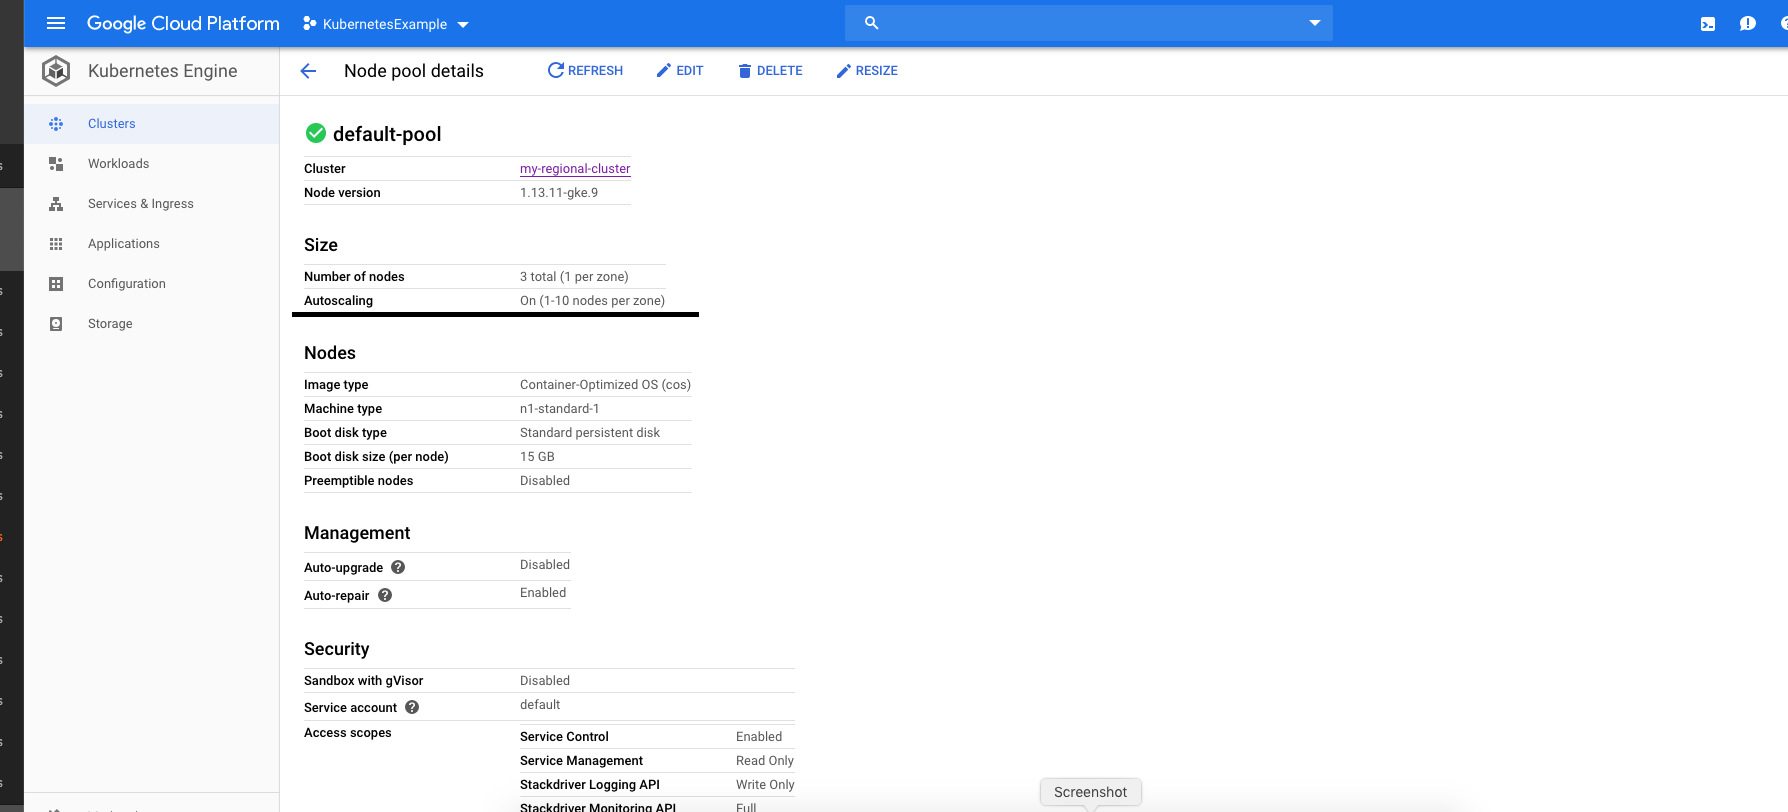 Google Cloud Platform KubernetesExample
Kubernetes Engine
Node pool details REFRESH EDIT DELETE RESIZE
Clusters
Workloads
Services & Ingress
Applications
Configuration
Storage
default-pool
Cluster my-regional-cluster
Node version 1.13.11-gke.9
Size
Number of nodes 3 total (1 per zone)
Autoscaling On (1-10 nodes per zone)
Nodes
Image type Container-Optimized OS (cos)
Machine type n1-standard-1
Boot disk type Standard persistent disk
Boot disk size (per node) 15 GB
Preemptible nodes Disabled
Management
Auto-upgrade Disabled
Auto-repair Enabled
Security
Sandbox with gVisor Disabled
Service account default
Access scopes
Service Control Enabled
Service Management Read Only
Stackdriver Logging API Write Only
Stackdriver Monitoring API Full
Screenshot